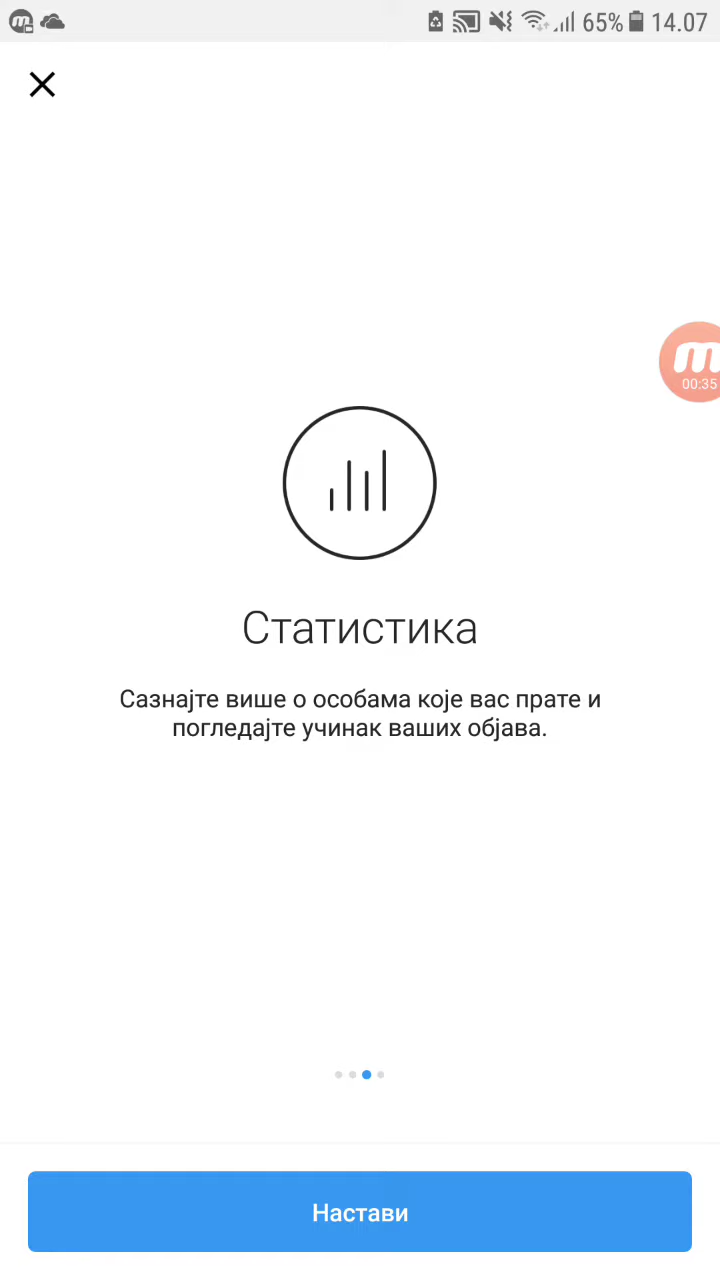 65% 14.07
00:35
Статистика
Сазнајте више о особама које вас прате и
погледајте учинак ваших објава.
Настави